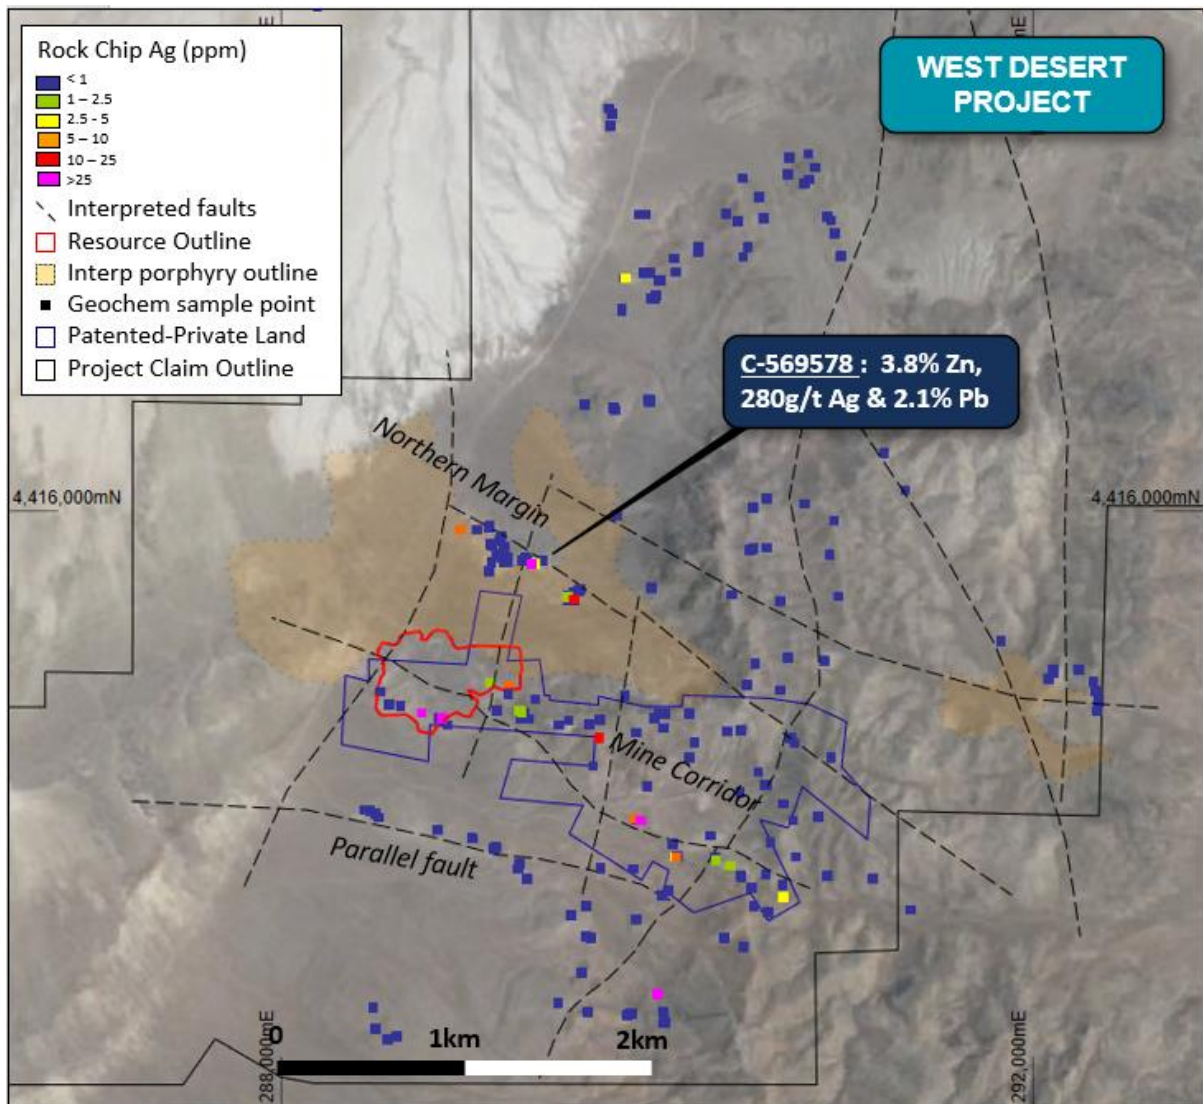 Rock Chip Ag (ppm)
< 1
1 – 2.5
2.5 - 5
5 – 10
10 – 25
>25
Interpreted faults
Resource Outline
Interp porphyry outline
Geochem sample point
Patented-Private Land
Project Claim Outline
WEST DESERT
PROJECT
C-569578 : 3.8% Zn,
280g/t Ag & 2.1% Pb
Northern Margin
4,416,000mN
4,416,000mN
Mine Corridor
Parallel fault
0
1km
2km
288,000mE
292,000mE